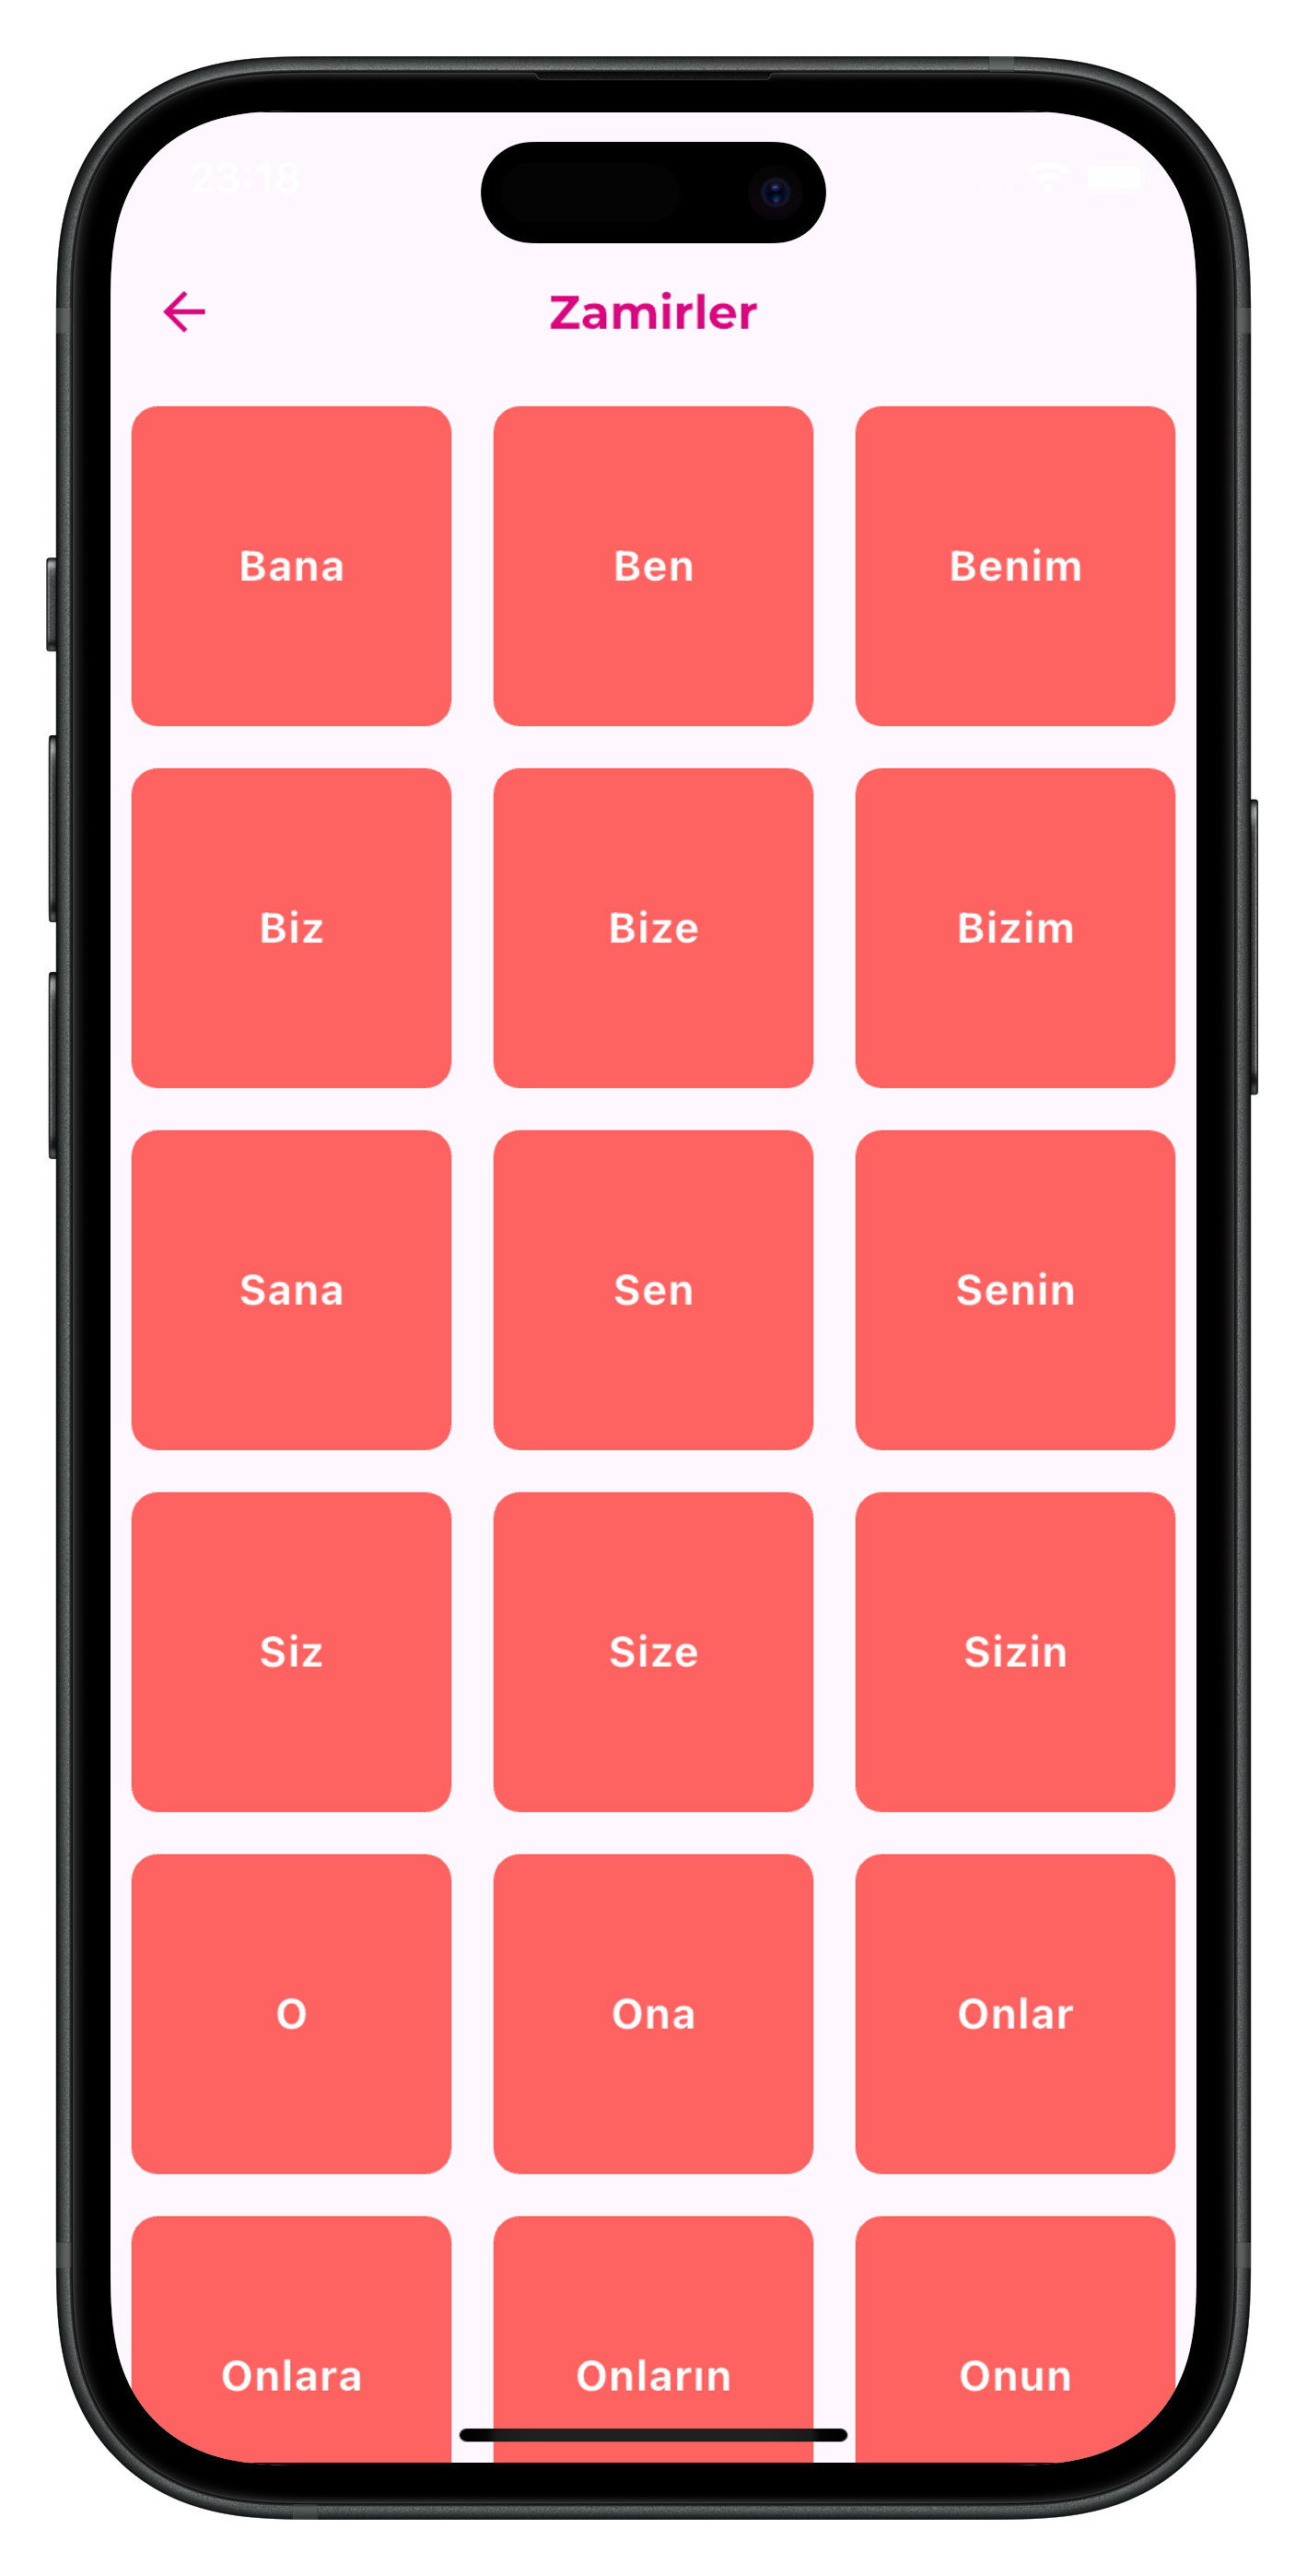 23:18
Zamirler
Bana
Ben
Benim
Biz
Bize
Bizim
Sana
Sen
Senin
Siz
Size
Sizin
O
Ona
Onlar
Onlara
Onların
Onun